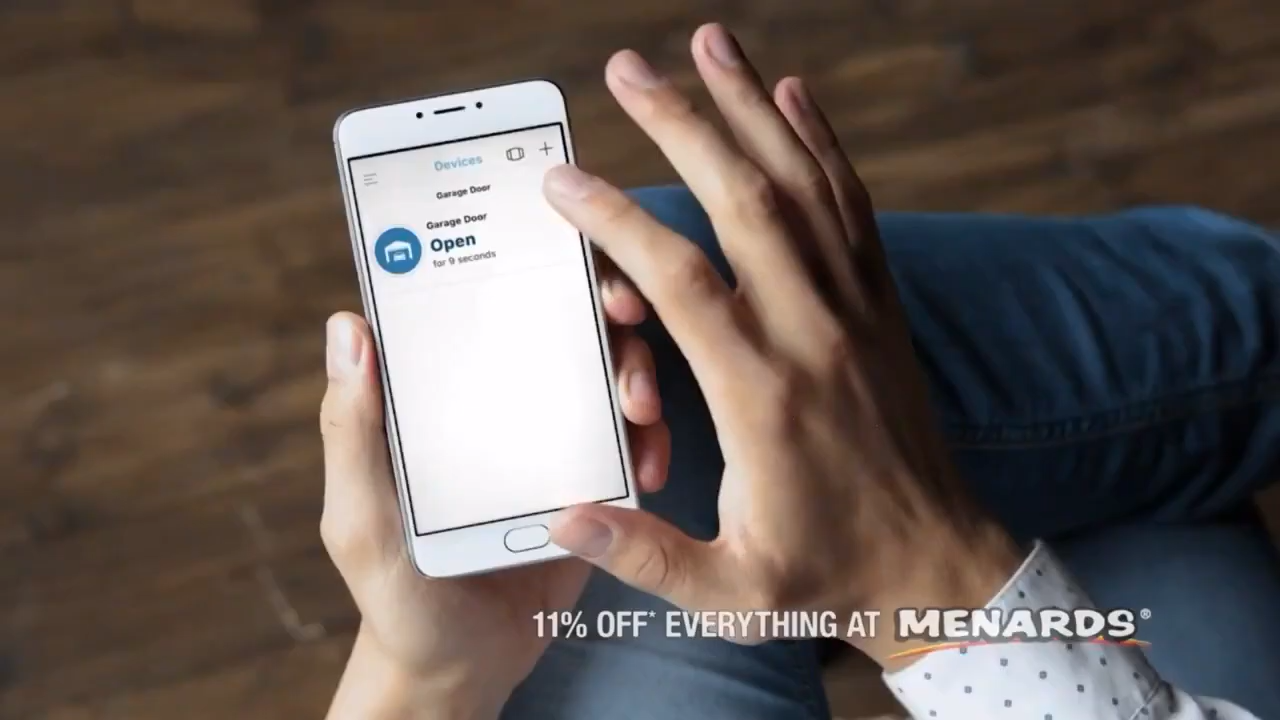 Devices
Garage Door
Garage Door
Open
for 9 seconds
11% OFF* EVERYTHING AT MENARDS®